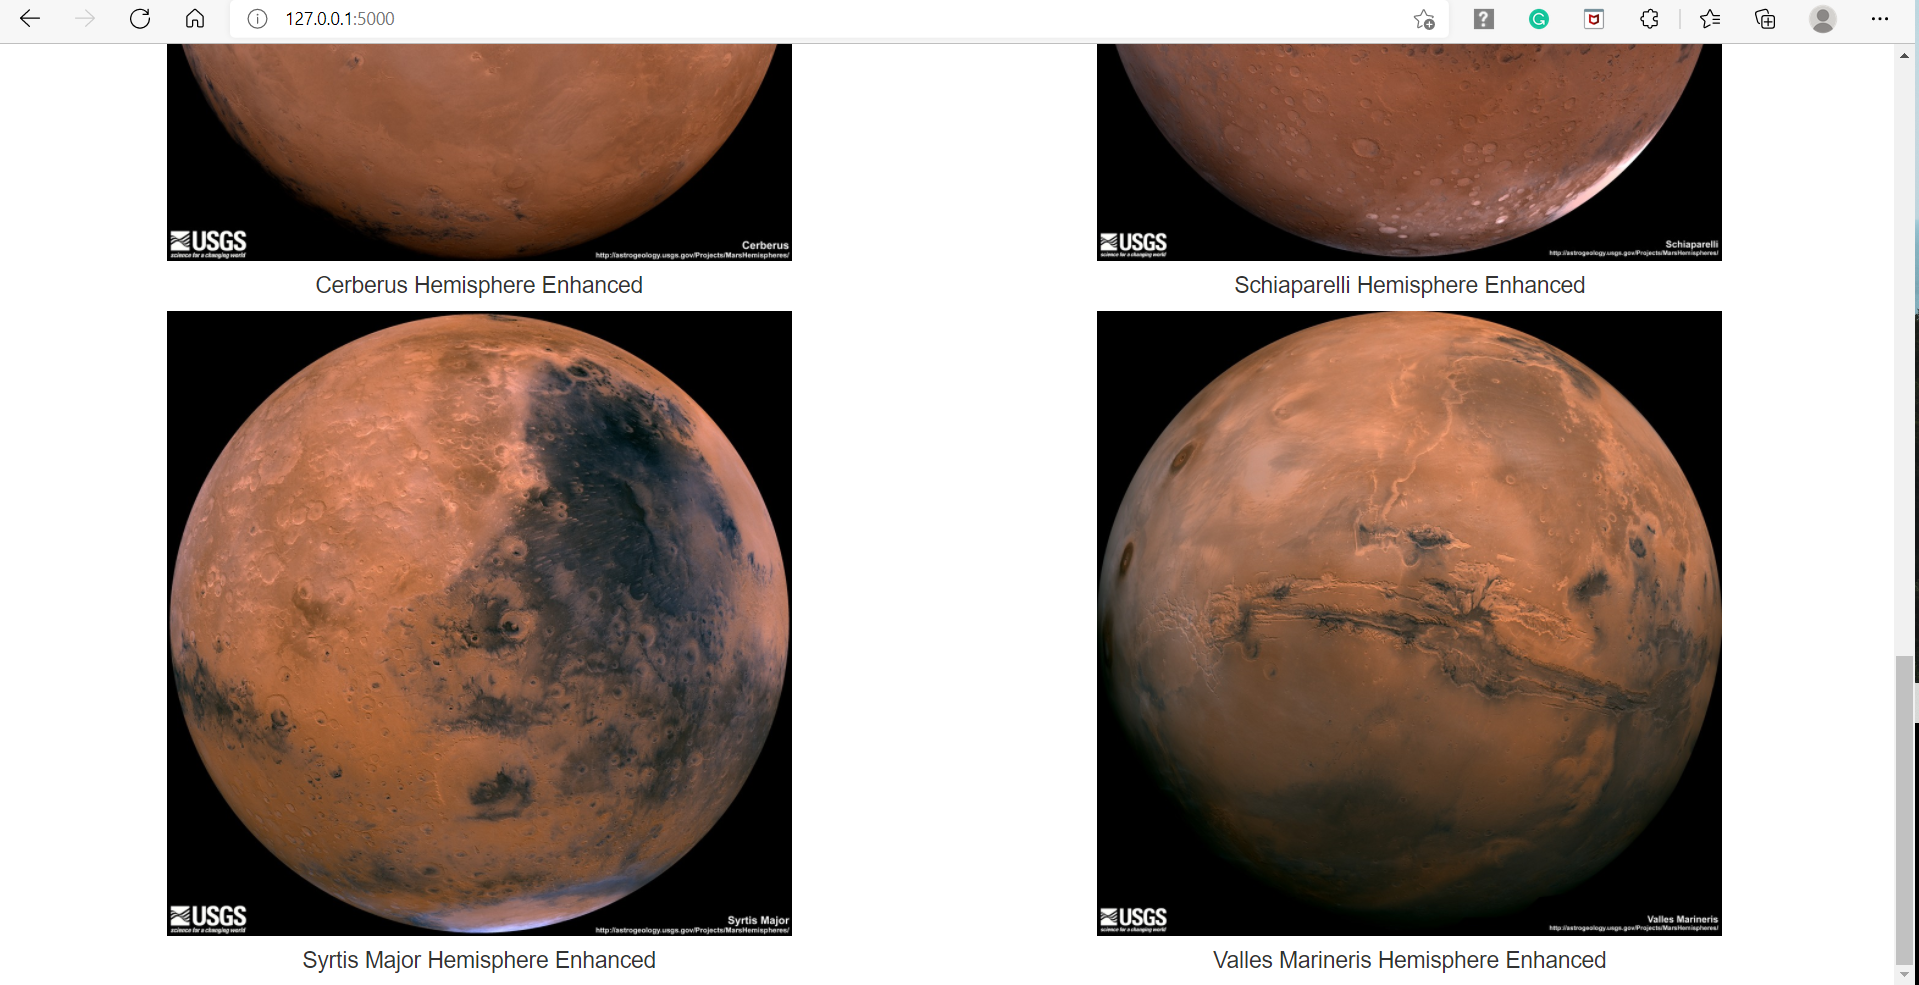 127.0.0.1:5000
USGS
science for a changing world
Cerberus
http://astrogeology.usgs.gov/Projects/MarsHemispheres/
USGS
science for a changing world
Schiaparelli
http://astrogeology.usgs.gov/Projects/MarsHemispheres/
Cerberus Hemisphere Enhanced
Schiaparelli Hemisphere Enhanced
USGS
science for a changing world
Syrtis Major
http://astrogeology.usgs.gov/Projects/MarsHemispheres/
USGS
science for a changing world
Valles Marineris
http://astrogeology.usgs.gov/Projects/MarsHemispheres/
Syrtis Major Hemisphere Enhanced
Valles Marineris Hemisphere Enhanced